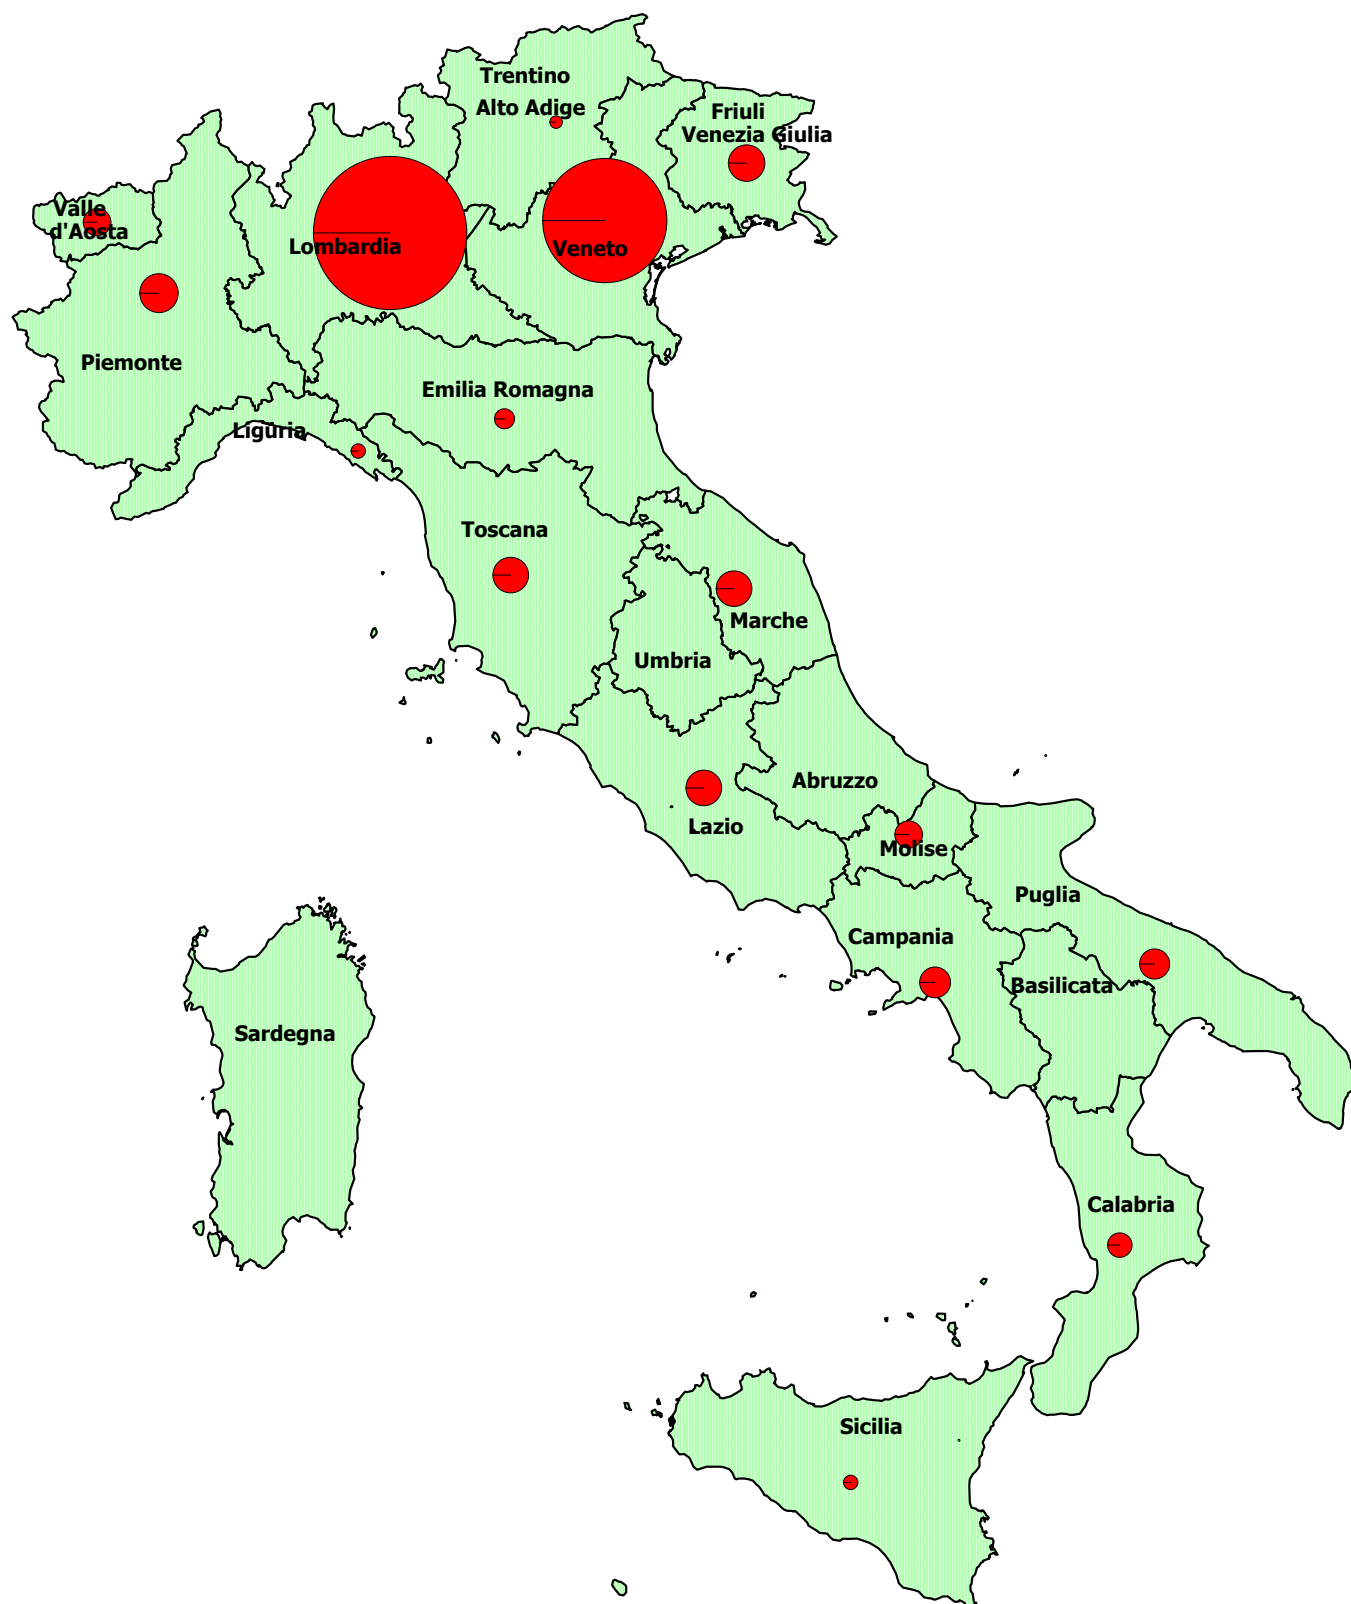 Trentino
Alto Adige
Friuli
Venezia Giulia
Valle
d'Aosta
Lombardia
Veneto
Piemonte
Emilia Romagna
Liguria
Toscana
Marche
Umbria
Abruzzo
Lazio
Molise
Puglia
Campania
Basilicata
Sardegna
Calabria
Sicilia